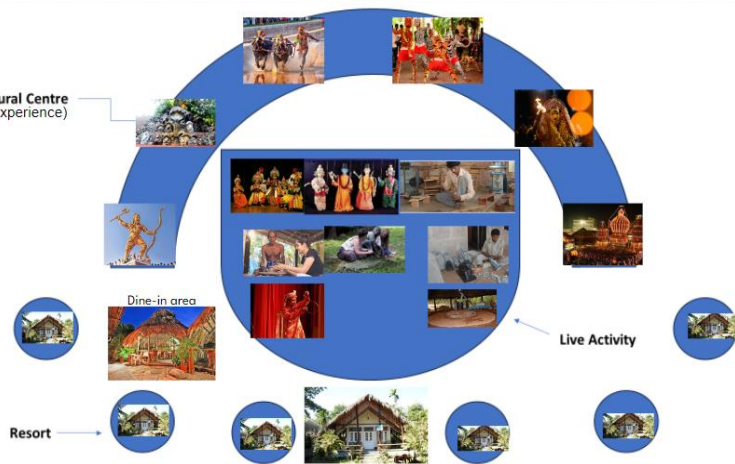 ural Centre
xperience)
Dine-in area
Live Activity
Resort